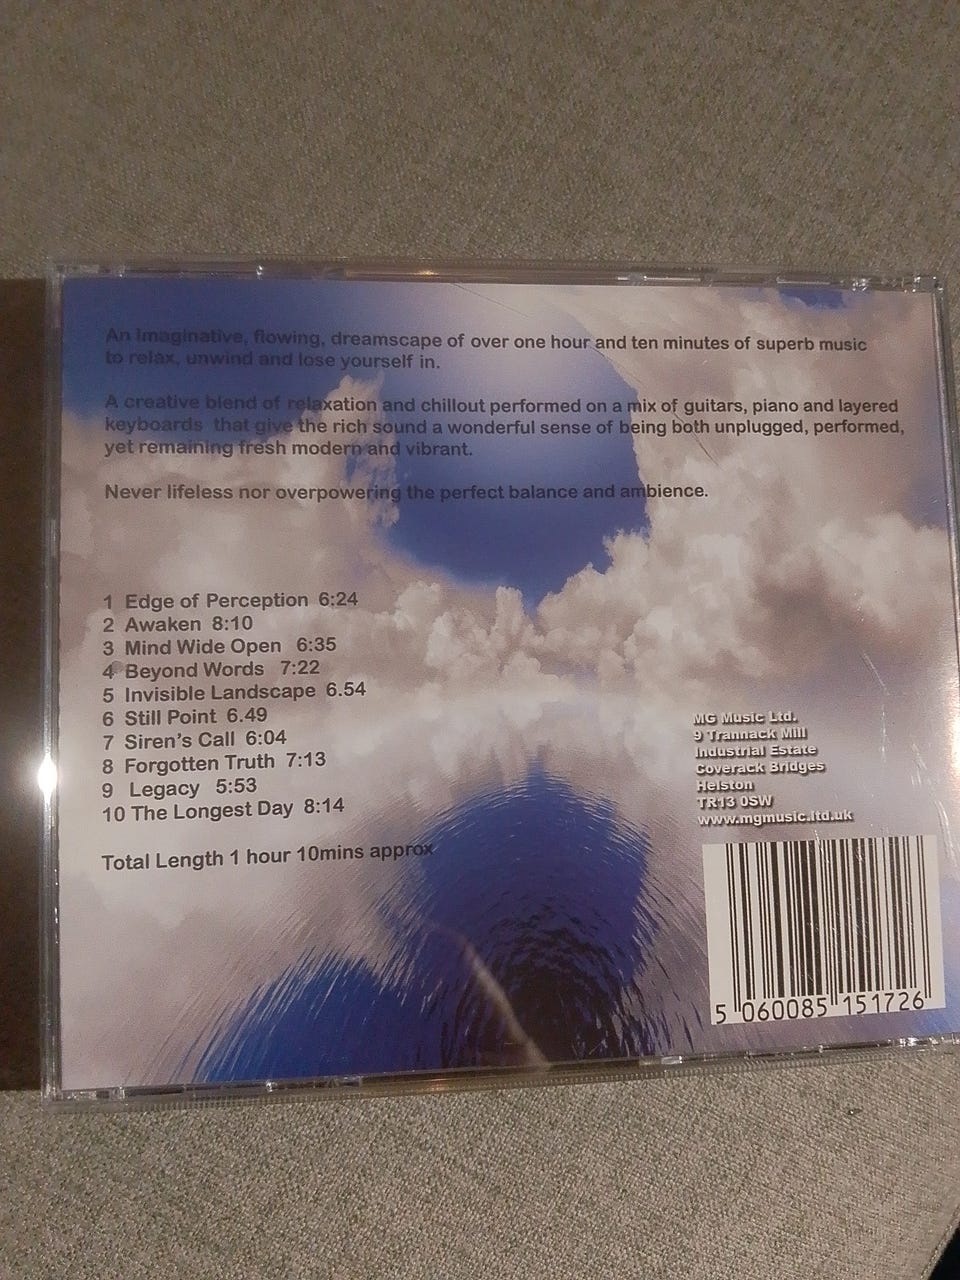 An Imaginative, flowing, dreamscape of over one hour and ten minutes of superb music
to relax, unwind and lose yourself in.
A creative blend of relaxation and chillout performed on a mix of guitars, piano and layered
keyboards that give the rich sound a wonderful sense of being both unplugged, performed,
yet remaining fresh modern and vibrant.
Never lifeless nor overpowering the perfect balance and ambience.
1 Edge of Perception 6:24
2 Awaken 8:10
3 Mind Wide Open 6:35
4 Beyond Words 7:22
5 Invisible Landscape 6.54
6 Still Point 6.49
7 Siren's Call 6:04
8 Forgotten Truth 7:13
9 Legacy 5:53
10 The Longest Day 8:14
Total Length 1 hour 10mins approx
MG Music Ltd.
9 Trannack Mill
Industrial Estate
Coverack Bridges
Helston
TR13 0SW
www.mgmusic.ltd.uk
5 060085 151726